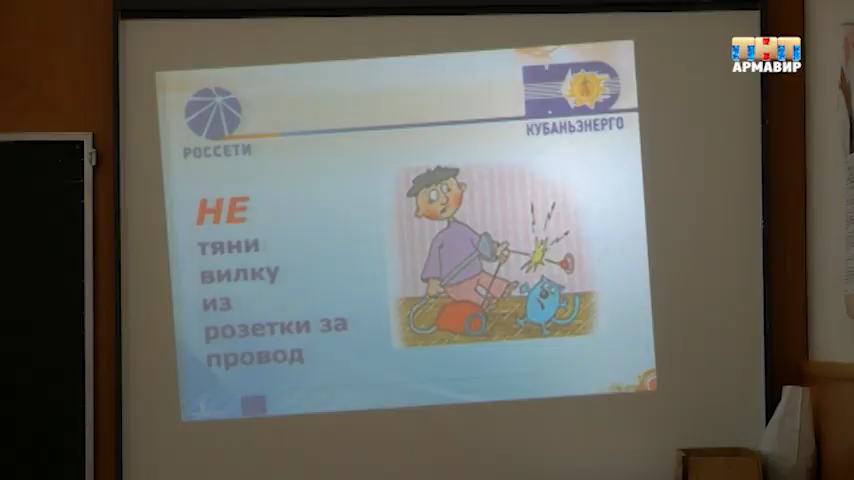 ТНТ
АРМАВИР
РОССЕТИ
КУБАНЬЭНЕРГО
НЕ
тяни
вилку
из
розетки за
провод